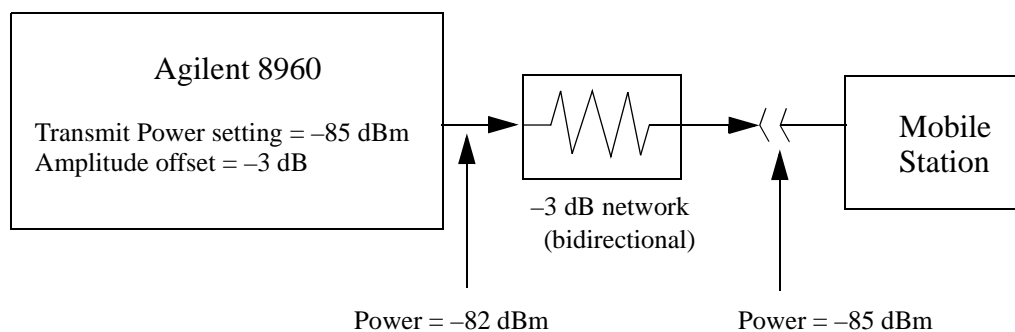 Agilent 8960
Transmit Power setting = –85 dBm
Amplitude offset = –3 dB
–3 dB network
(bidirectional)
Mobile
Station
Power = –82 dBm
Power = –85 dBm